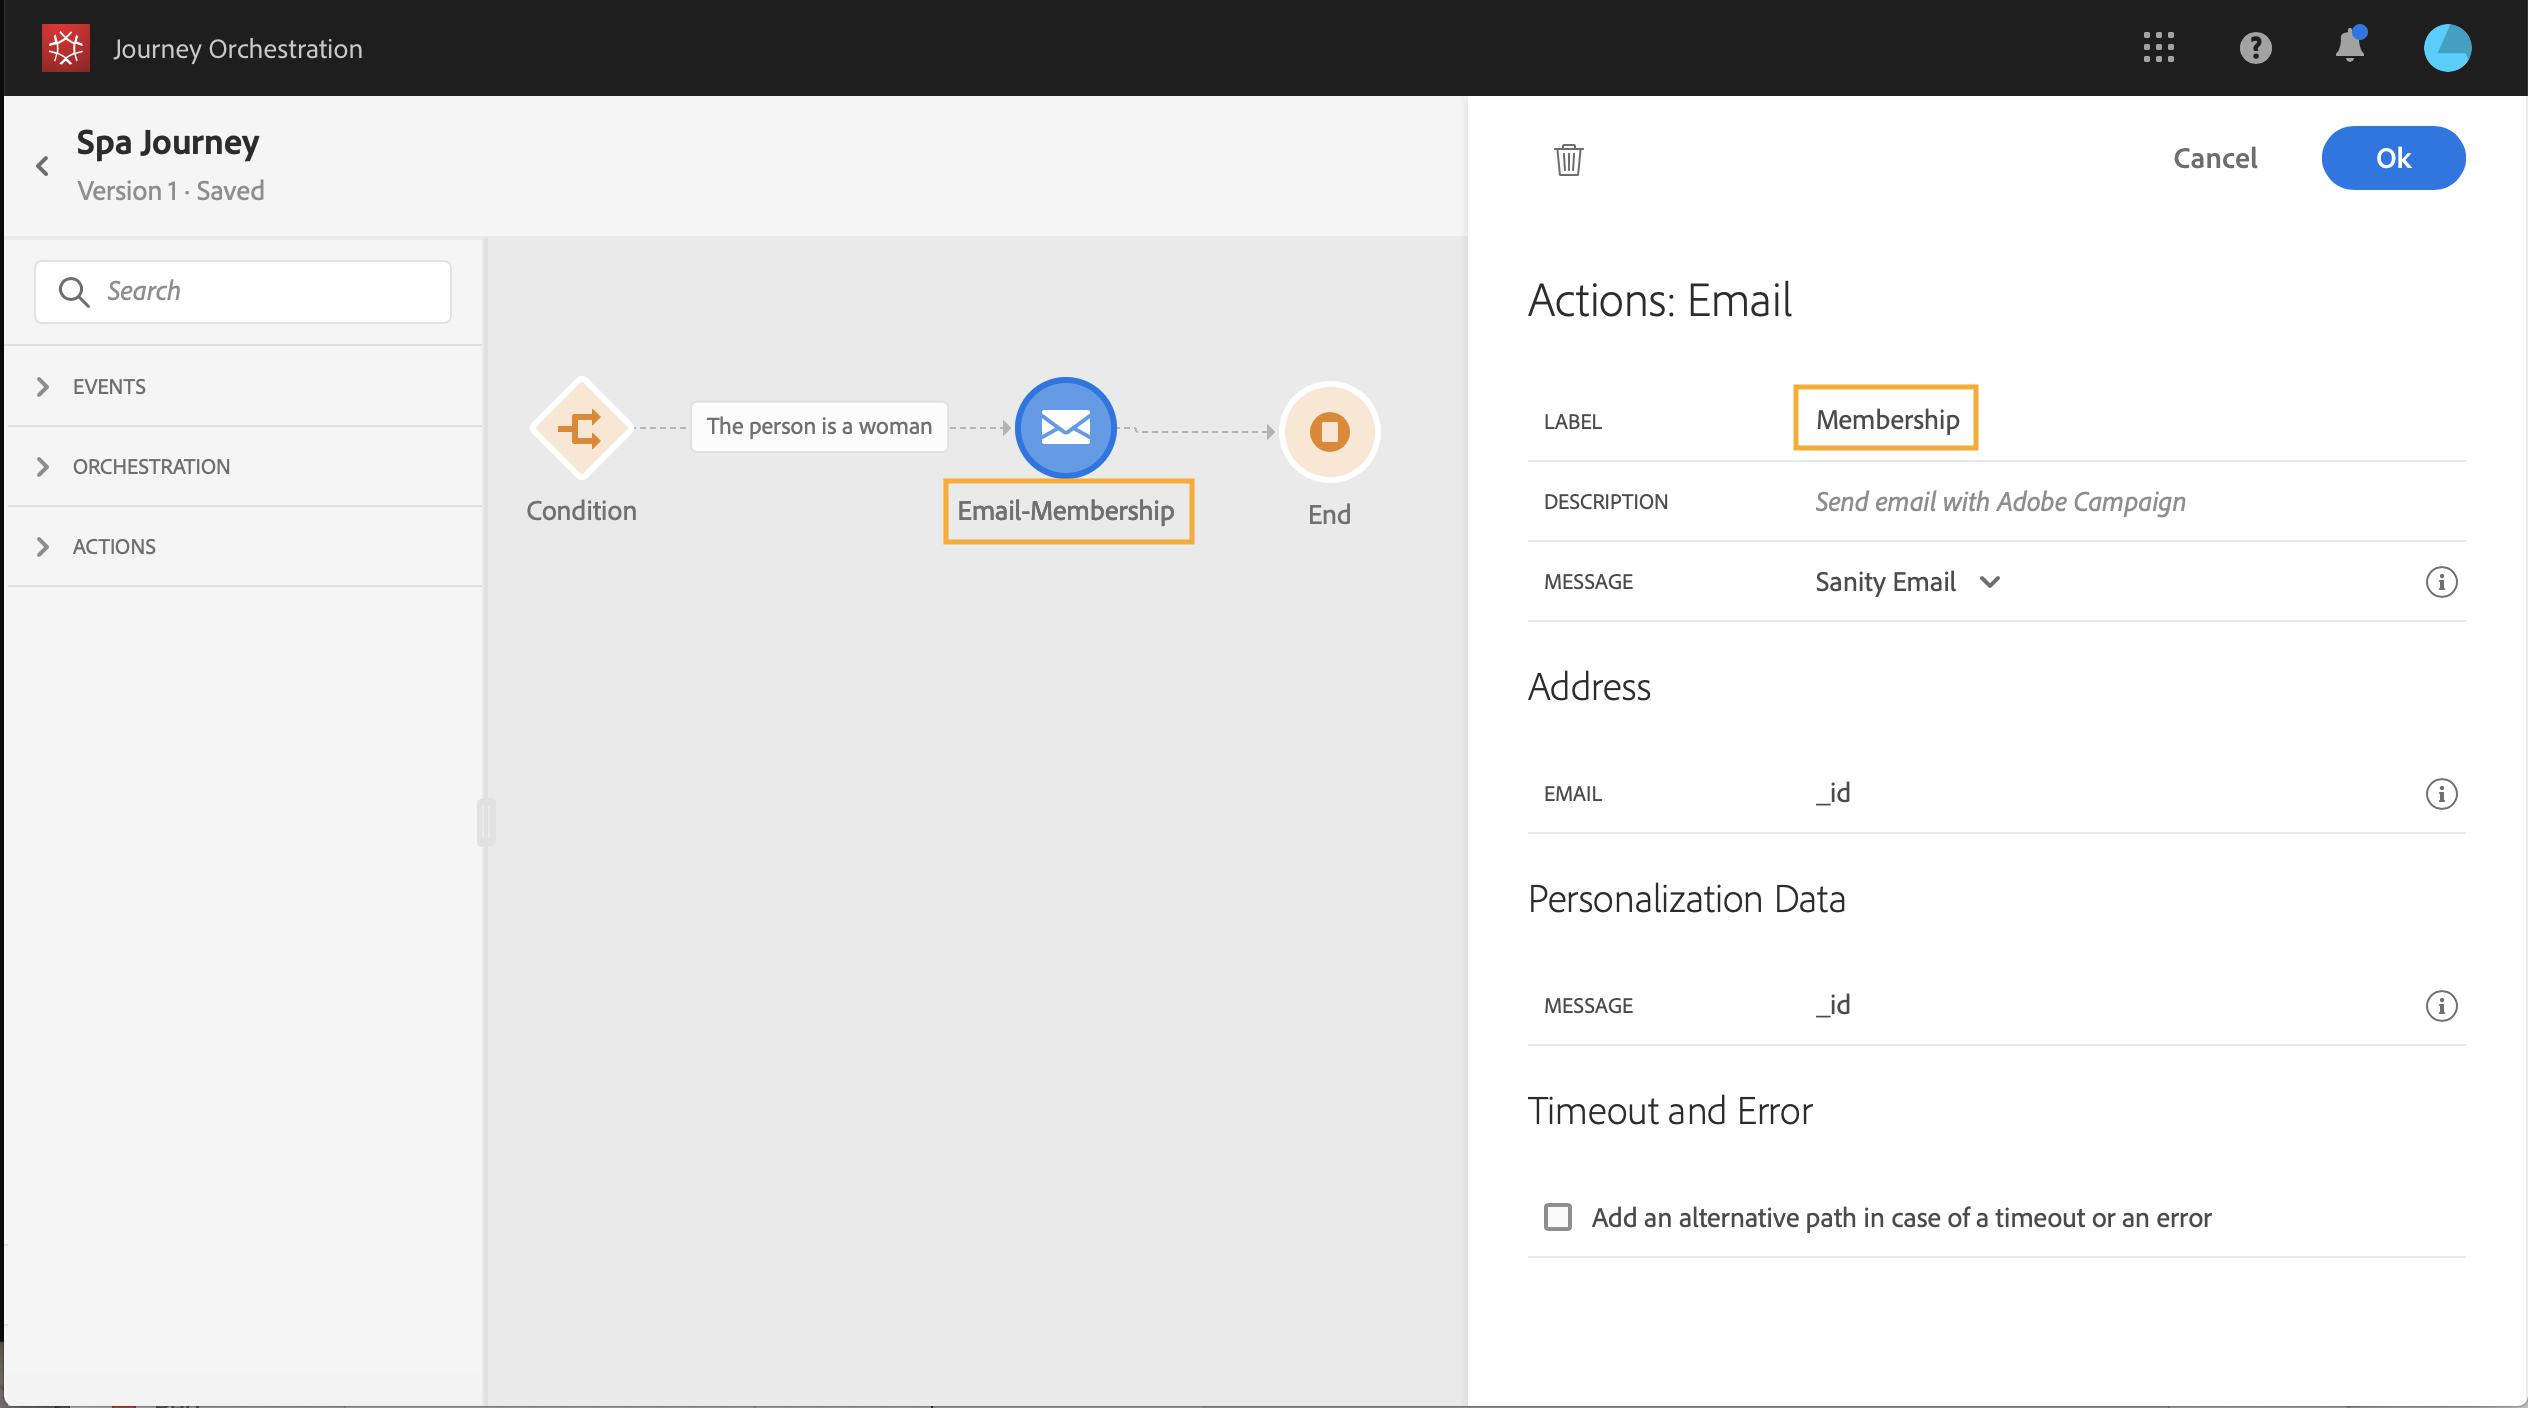 Journey Orchestration
Spa Journey
Version 1 · Saved
Cancel
Ok
Search
EVENTS
ORCHESTRATION
ACTIONS
Condition
The person is a woman
Email-Membership
End
Actions: Email
LABEL Membership
DESCRIPTION Send email with Adobe Campaign
MESSAGE Sanity Email
Address
EMAIL _id
Personalization Data
MESSAGE _id
Timeout and Error
Add an alternative path in case of a timeout or an error